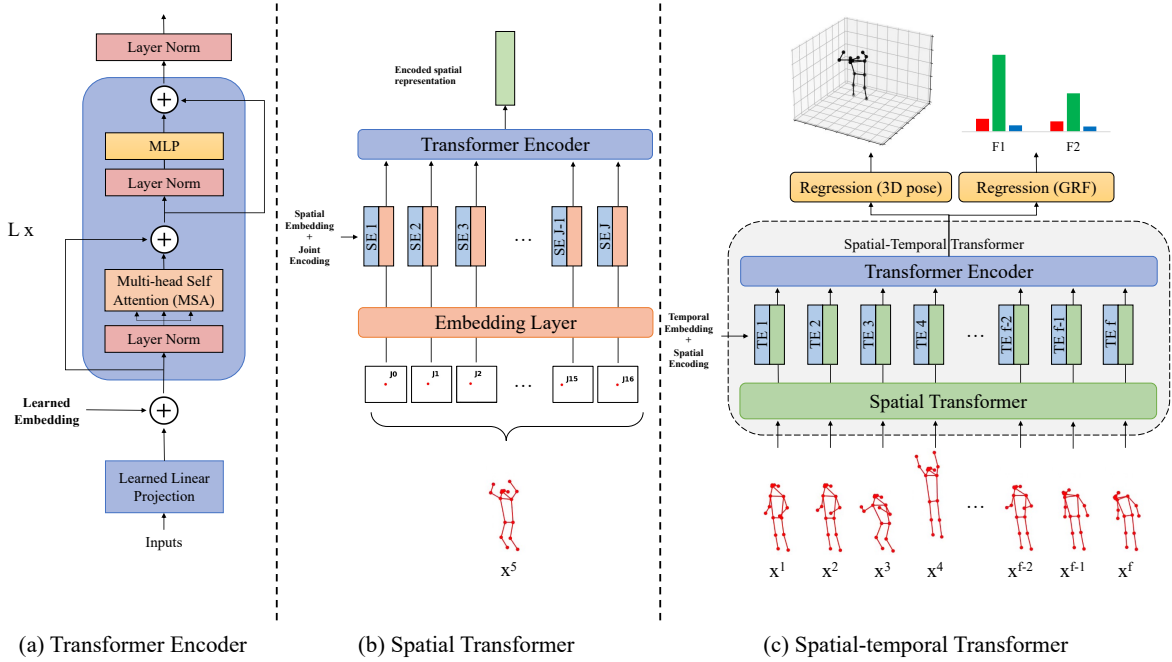 Layer Norm
MLP
Layer Norm
L x
Multi-head Self
Attention (MSA)
Layer Norm
Learned
Embedding
Learned Linear
Projection
Inputs
(a) Transformer Encoder
Encoded spatial
representation
Transformer Encoder
Spatial
Embedding
+
Joint Encoding
SE 1
SE 2
SE 3
...
SE J-1
SE J
Embedding Layer
J0
J1
J2
...
J15
J16
x⁵
(b) Spatial Transformer
F1
F2
Regression (3D pose)
Regression (GRF)
Spatial-Temporal Transformer
Transformer Encoder
Temporal
Embedding
+
Spatial Encoding
TE 1
TE 2
TE 3
TE 4
...
TE f-2
TE f-1
TE f
Spatial Transformer
...
x¹
x²
x³
x⁴
x^f-2
x^f-1
x^f
(c) Spatial-temporal Transformer